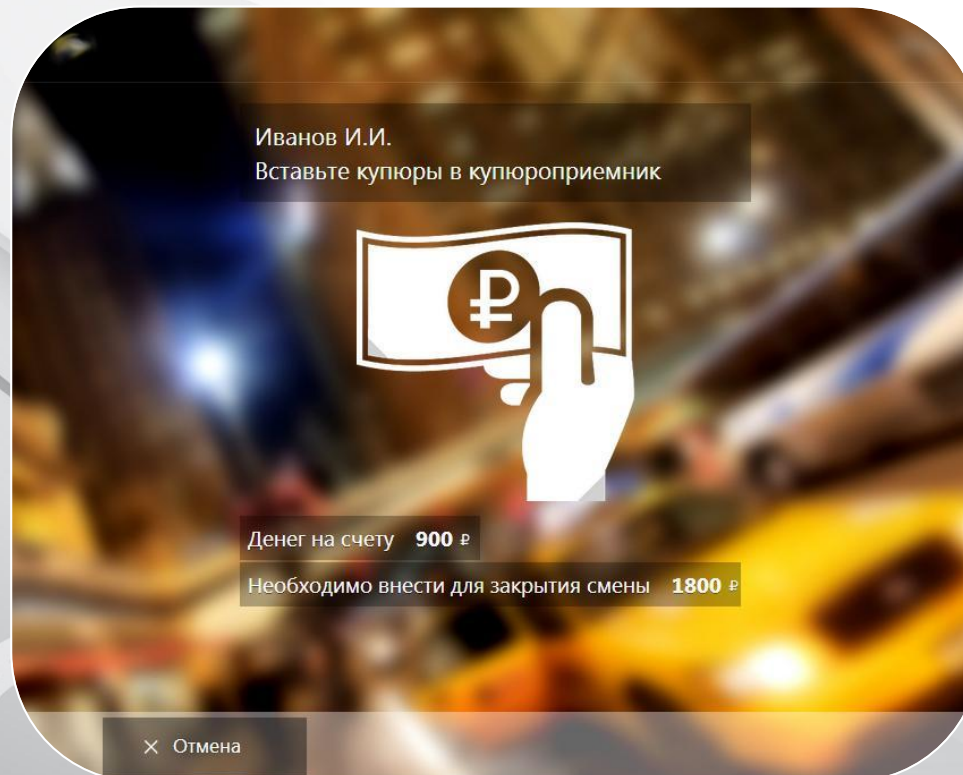 Иванов И.И.
Вставьте купюры в купюроприемник
₽
Денег на счету 900 ₽
Необходимо внести для закрытия смены 1800 ₽
× Отмена